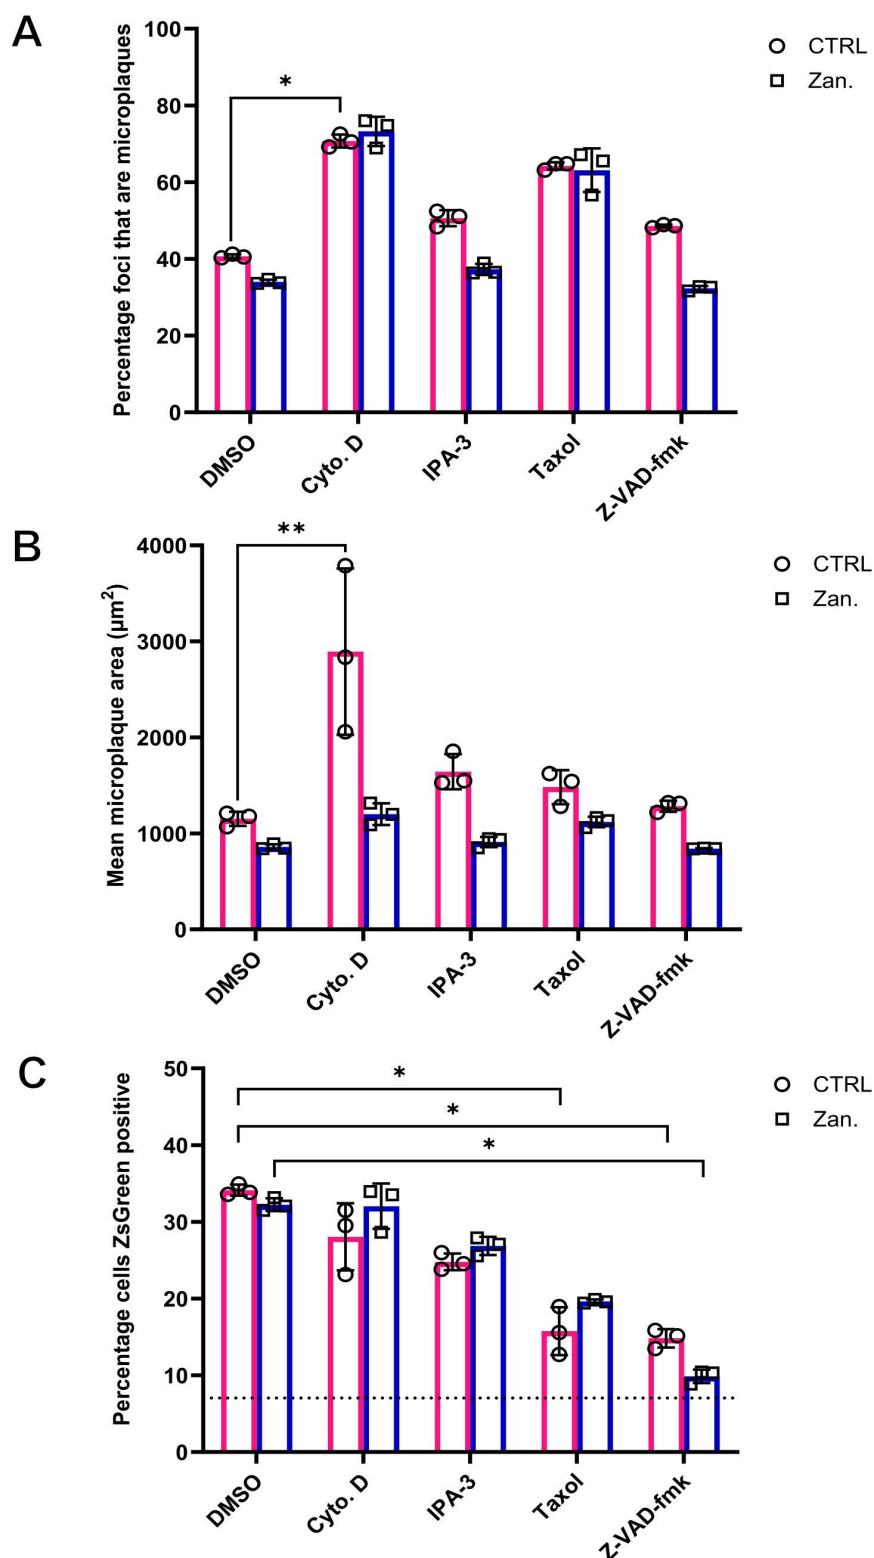 A
Percentage foci that are microplaques
100
80
60
40
20
0
*
CTRL
Zan.
DMSO
Cyto. D
IPA-3
Taxol
Z-VAD-fmk
B
Mean microplaque area (µm²)
4000
3000
2000
1000
0
**
CTRL
Zan.
DMSO
Cyto. D
IPA-3
Taxol
Z-VAD-fmk
C
Percentage cells ZsGreen positive
50
40
30
20
10
0
*
*
*
CTRL
Zan.
DMSO
Cyto. D
IPA-3
Taxol
Z-VAD-fmk